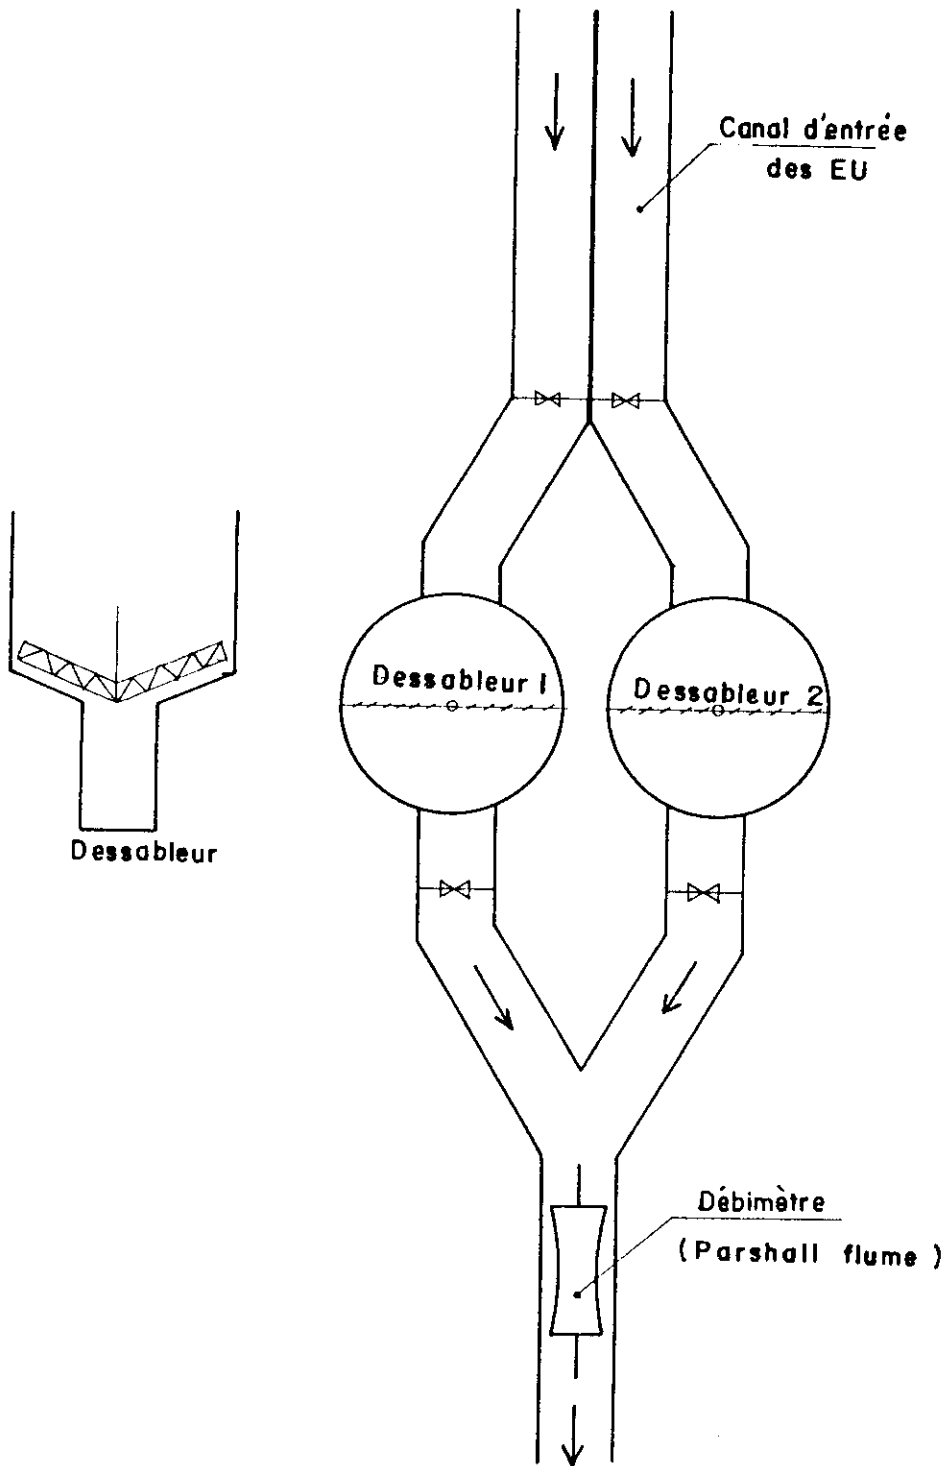 Canal d'entrée
des EU
Dessableur 1
Dessableur 2
Dessableur
Débimètre
(Parshall flume)